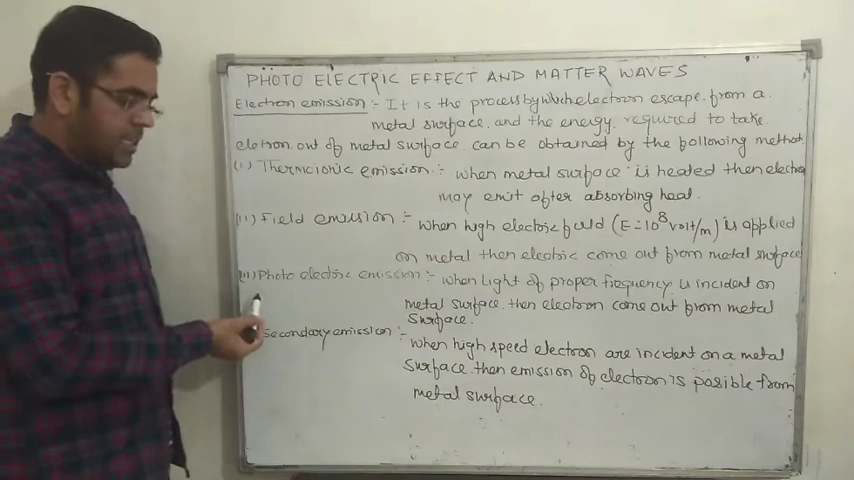 PHOTO ELECTRIC EFFECT AND MATTER WAVES
Electron emission :- It is the process by which electron escape from a
metal surface. and the energy required to take
eletron out of metal surface can be obtained by the following method
(i) Thermoionic emission :- when metal surface is heated then electron
may emit after absorbing heat.
(ii) Field emission :- when high electric field (E=10⁸ volt/m) is applied
on metal then electric come out from metal surface
(iii) Photo electric emission :- when light of proper frequency is incident on
metal surface then electron come out from metal
surface.
Secondary emission :- when high speed electron are incident on a metal
surface then emission of electron is posible from
metal surface.